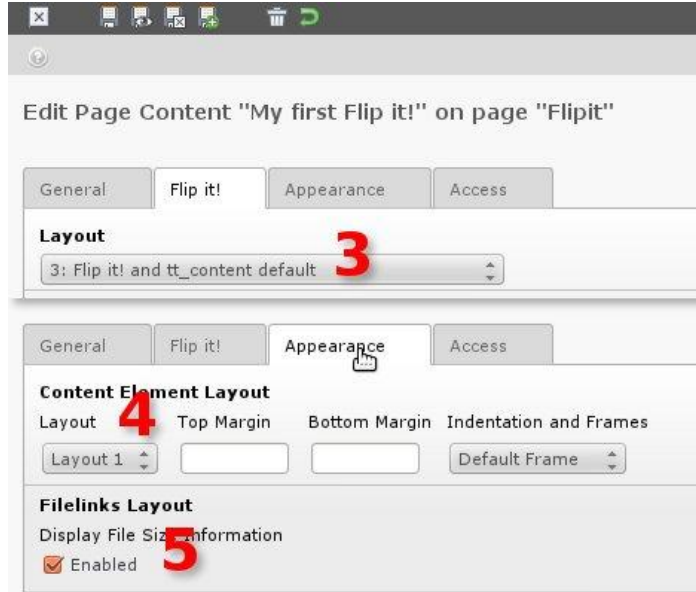 Edit Page Content "My first Flip it!" on page "Flipit"
General Flip it! Appearance Access
Layout
3: Flip it! and tt_content default 3
General Flip it! Appearance Access
Content Element Layout
Layout 4 Top Margin Bottom Margin Indentation and Frames
Layout 1 Default Frame
Filelinks Layout
Display File Size Information
Enabled 5